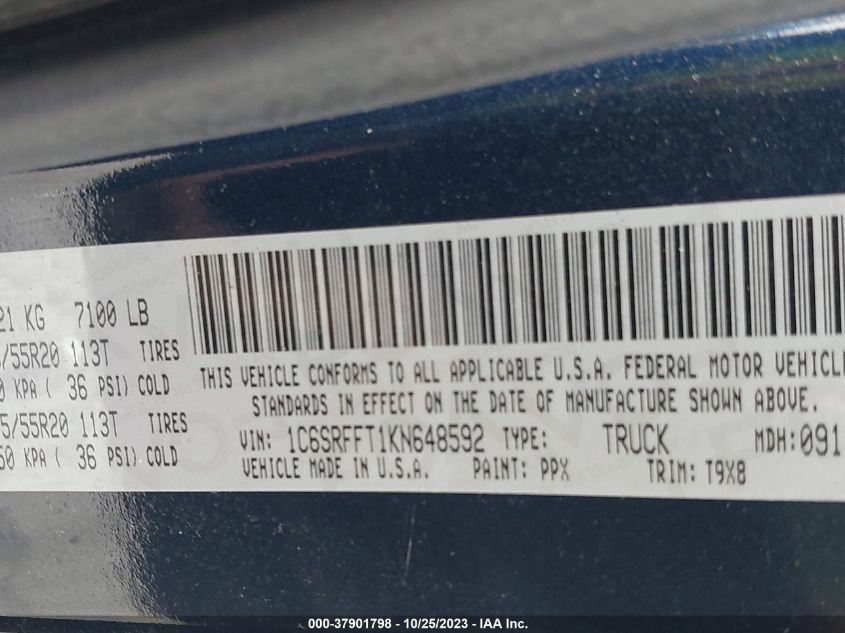 21 KG 7100 LB
/55R20 113T TIRES
0 KPA ( 36 PSI) COLD
5/55R20 113T TIRES
50 KPA ( 36 PSI) COLD
THIS VEHICLE CONFORMS TO ALL APPLICABLE U.S.A. FEDERAL MOTOR VEHICLE
STANDARDS IN EFFECT ON THE DATE OF MANUFACTURE SHOWN ABOVE.
VIN: 1C6SRFFT1KN648592 TYPE: TRUCK MDH: 091
VEHICLE MADE IN U.S.A. PAINT: PPX TRIM: T9X8
000-37901798 - 10/25/2023 - IAA Inc.